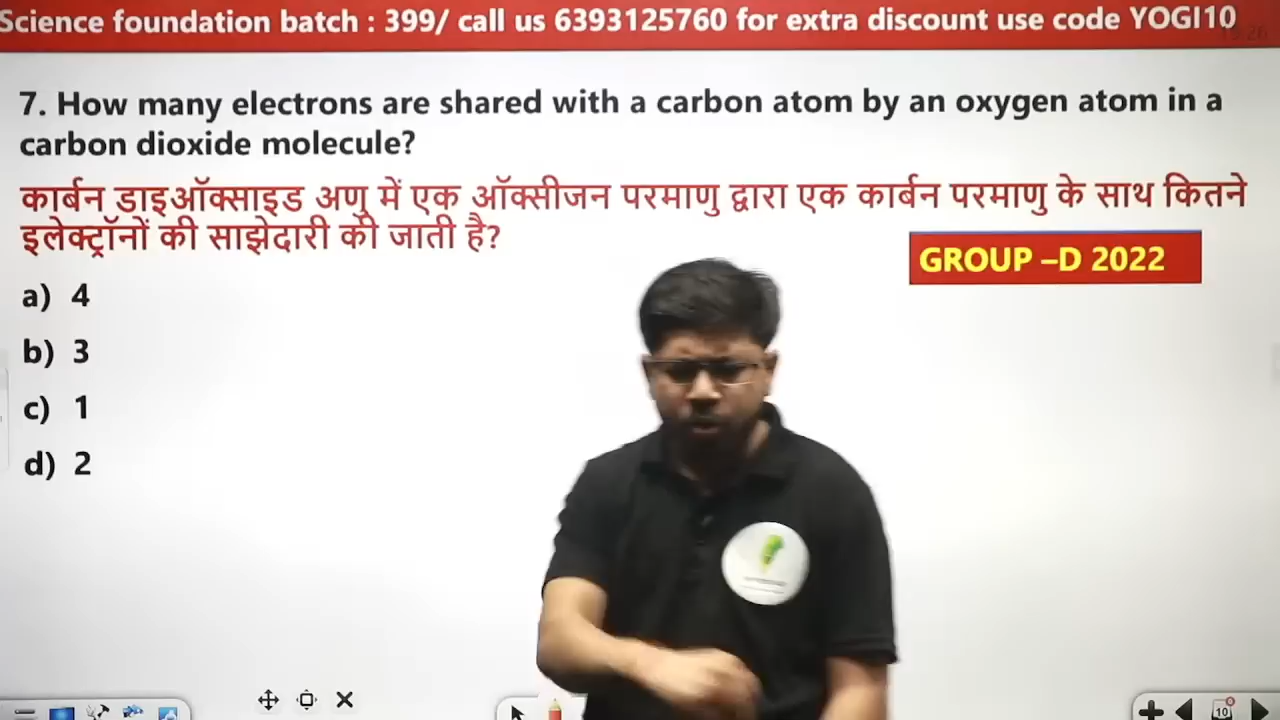 Science foundation batch : 399/ call us 6393125760 for extra discount use code YOGI10
7. How many electrons are shared with a carbon atom by an oxygen atom in a
carbon dioxide molecule?
कार्बन डाइऑक्साइड अणु में एक ऑक्सीजन परमाणु द्वारा एक कार्बन परमाणु के साथ कितने
इलेक्ट्रॉनों की साझेदारी की जाती है?
GROUP –D 2022
a) 4
b) 3
c) 1
d) 2
10